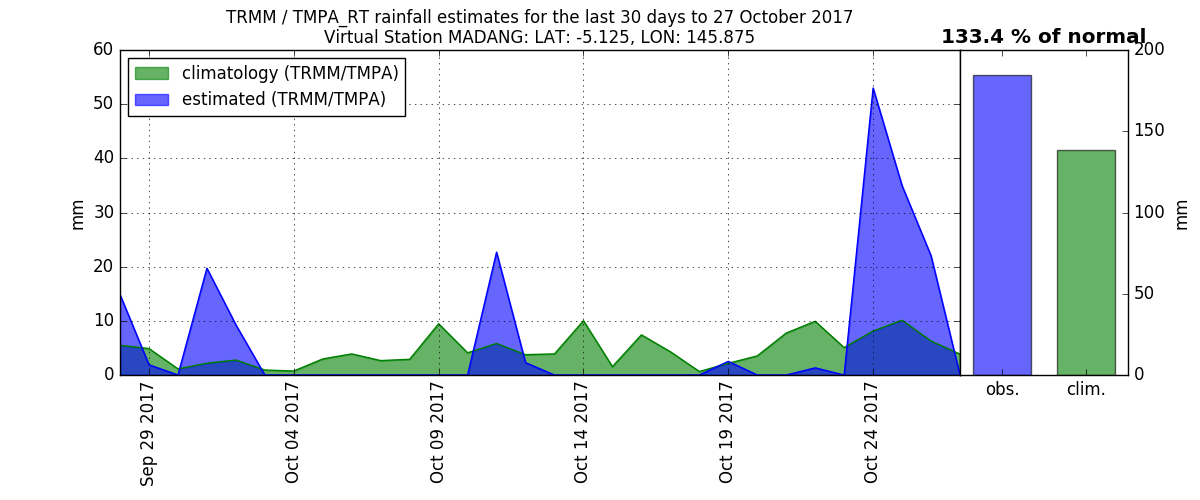 TRMM / TMPA_RT rainfall estimates for the last 30 days to 27 October 2017
Virtual Station MADANG: LAT: -5.125, LON: 145.875
133.4 % of normal
climatology (TRMM/TMPA)
estimated (TRMM/TMPA)
60
50
40
30
20
10
0
mm
Sep 29 2017
Oct 04 2017
Oct 09 2017
Oct 14 2017
Oct 19 2017
Oct 24 2017
obs.
clim.
200
150
100
50
0
mm